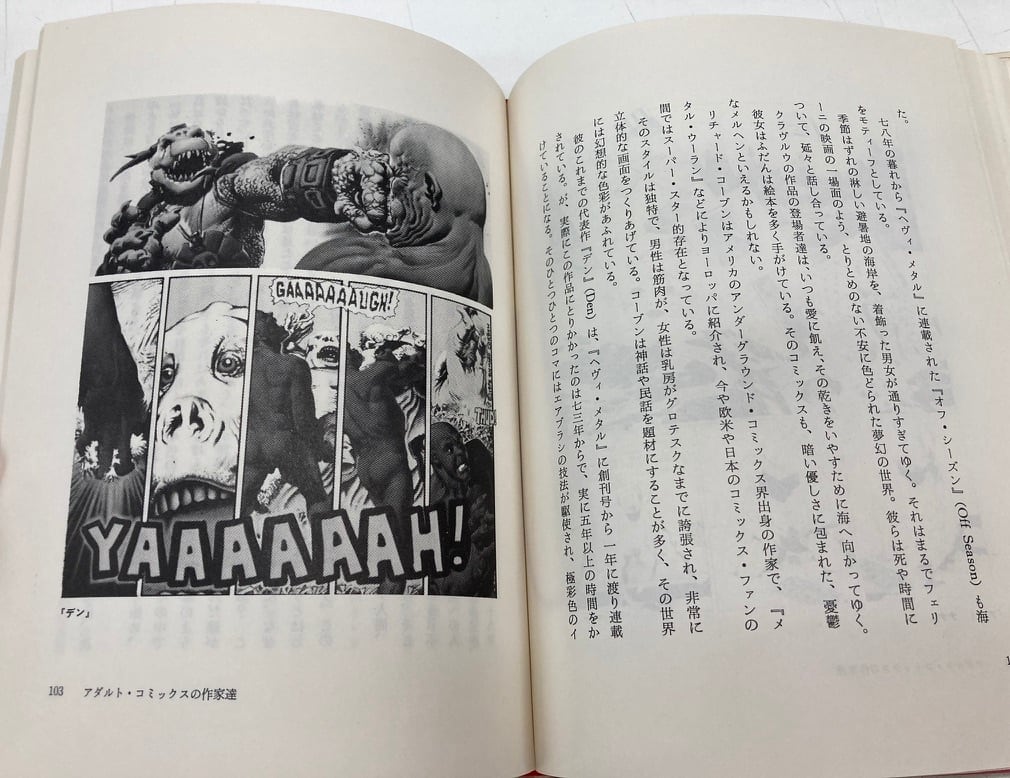 た。
七八年の暮れから『ヘヴィ・メタル』に連載された『オフ・シーズン』(Off Season) も海
をモティーフとしている。
季節はずれの淋しい避暑地の海岸を、着飾った男女が通りすぎてゆく。それはまるでフェリ
ーニの映画の一場面のよう、とりとめのない不安に色どられた夢幻の世界。彼らは死や時間に
ついて、延々と話し合っている。
クラヴルウの作品の登場者達は、いつも愛に飢え、その乾きをいやすために海へ向かってゆく。
彼女はふだんは絵本を多く手がけている。そのコミックスも、暗い優しさに包まれた、憂鬱
なメルヘンといえるかもしれない。
リチャード・コーブンはアメリカのアンダーグラウンド・コミックス界出身の作家で、『メ
タル・ウーラン』などによりヨーロッパに紹介され、今や欧米や日本のコミックス・ファンの
間ではスーパー・スター的存在となっている。
そのスタイルは独特で、男性は筋肉が、女性は乳房がグロテスクなまでに誇張され、非常に
立体的な画面をつくりあげている。コーブンは神話や民話を題材にすることが多く、その世界
には幻想的な色彩があふれている。
彼のこれまでの代表作『デン』(Den) は、『ヘヴィ・メタル』に創刊号から一年に渡り連載
されている。が、実際にこの作品にとりかかったのは七三年からで、実に五年以上の時間をか
けていることになる。そのひとつひとつのコマにはエアブラシの技法が駆使され、極彩色のイ
GAAAAAAAUGH!
YAAAAAAAH!
『デン』
103 アダルト・コミックスの作家達